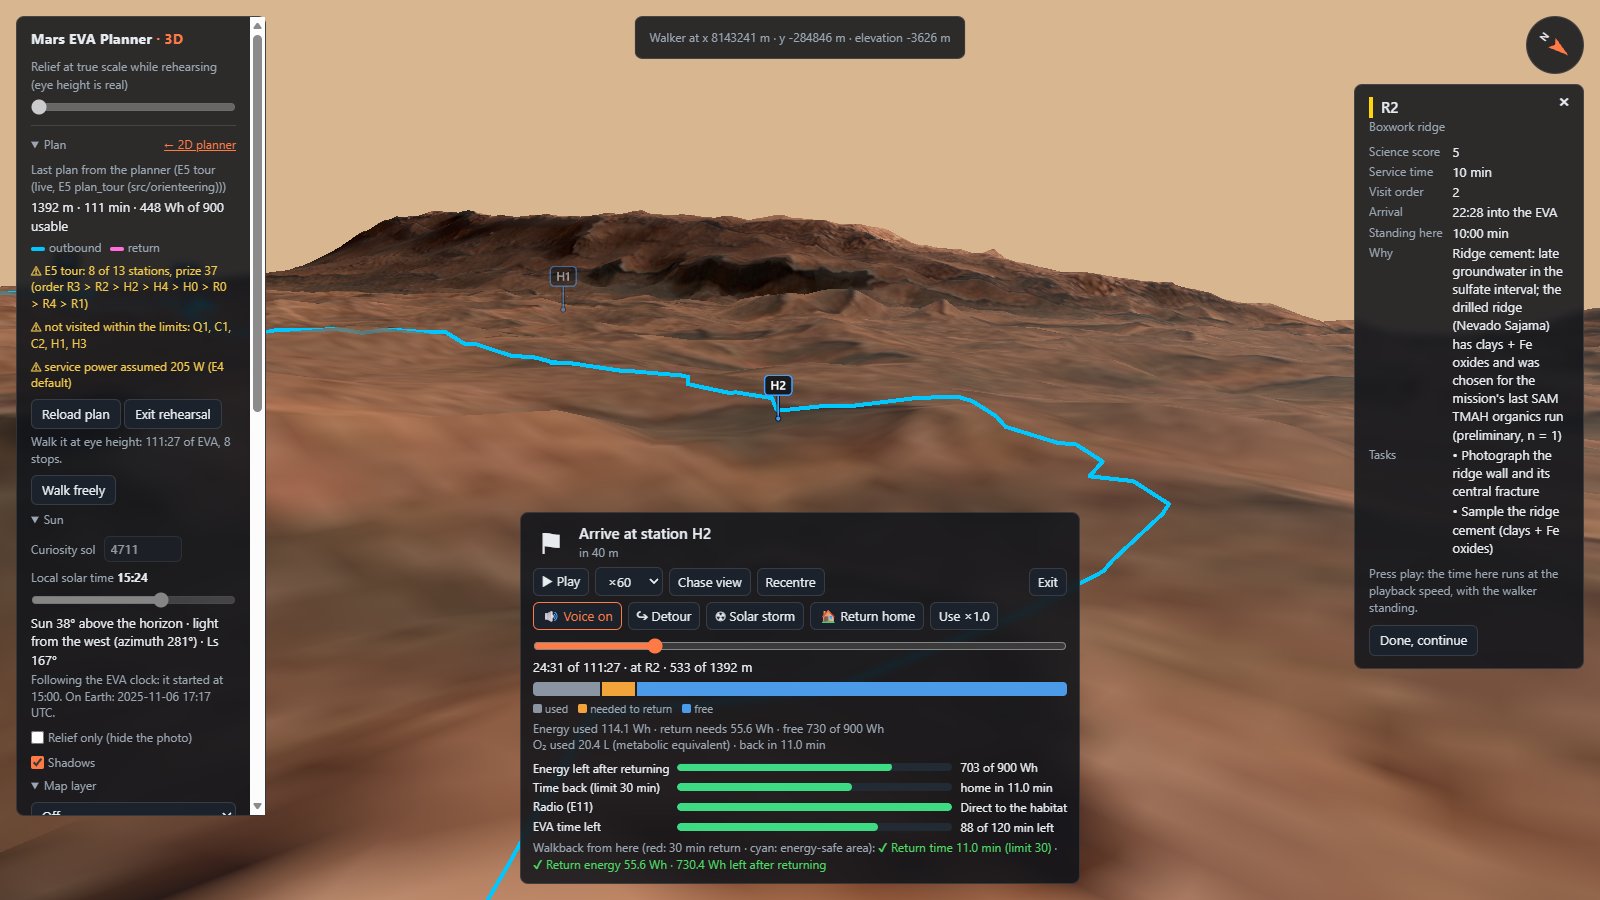 Mars EVA Planner · 3D
Relief at true scale while rehearsing
(eye height is real)
▼ Plan
← 2D planner
Last plan from the planner (E5 tour
(live, E5 plan_tour (src/orienteering)))
1392 m · 111 min · 448 Wh of 900
usable
outbound return
⚠ E5 tour: 8 of 13 stations, prize 37
(order R3 > R2 > H2 > H4 > H0 > R0
> R4 > R1)
⚠ not visited within the limits: Q1, C1,
C2, H1, H3
⚠ service power assumed 205 W (E4
default)
Reload plan
Exit rehearsal
Walk it at eye height: 111:27 of EVA, 8
stops.
Walk freely
▼ Sun
Curiosity sol 4711
Local solar time 15:24
Sun 38° above the horizon · light
from the west (azimuth 281°) · Ls
167°
Following the EVA clock: it started at
15:00. On Earth: 2025-11-06 17:17
UTC.
Relief only (hide the photo)
Shadows
▼ Map layer
Off
Walker at x 8143241 m · y -284846 m · elevation -3626 m
N
H1
H2
Arrive at station H2
in 40 m
▶ Play
×60
Chase view
Recentre
Exit
🔊 Voice on
↪ Detour
☢ Solar storm
🏠 Return home
Use ×1.0
24:31 of 111:27 · at R2 · 533 of 1392 m
used needed to return free
Energy used 114.1 Wh · return needs 55.6 Wh · free 730 of 900 Wh
O₂ used 20.4 L (metabolic equivalent) · back in 11.0 min
Energy left after returning 703 of 900 Wh
Time back (limit 30 min) home in 11.0 min
Radio (E11) Direct to the habitat
EVA time left 88 of 120 min left
Walkback from here (red: 30 min return · cyan: energy-safe area): ✓ Return time 11.0 min (limit 30) ·
✓ Return energy 55.6 Wh · 730.4 Wh left after returning
R2
×
Boxwork ridge
Science score 5
Service time 10 min
Visit order 2
Arrival 22:28 into the EVA
Standing here 10:00 min
Why Ridge cement: late
groundwater in the
sulfate interval; the
drilled ridge
(Nevado Sajama)
has clays + Fe
oxides and was
chosen for the
mission's last SAM
TMAH organics run
(preliminary, n = 1)
Tasks • Photograph the
ridge wall and its
central fracture
• Sample the ridge
cement (clays + Fe
oxides)
Press play: the time here runs at the
playback speed, with the walker
standing.
Done, continue